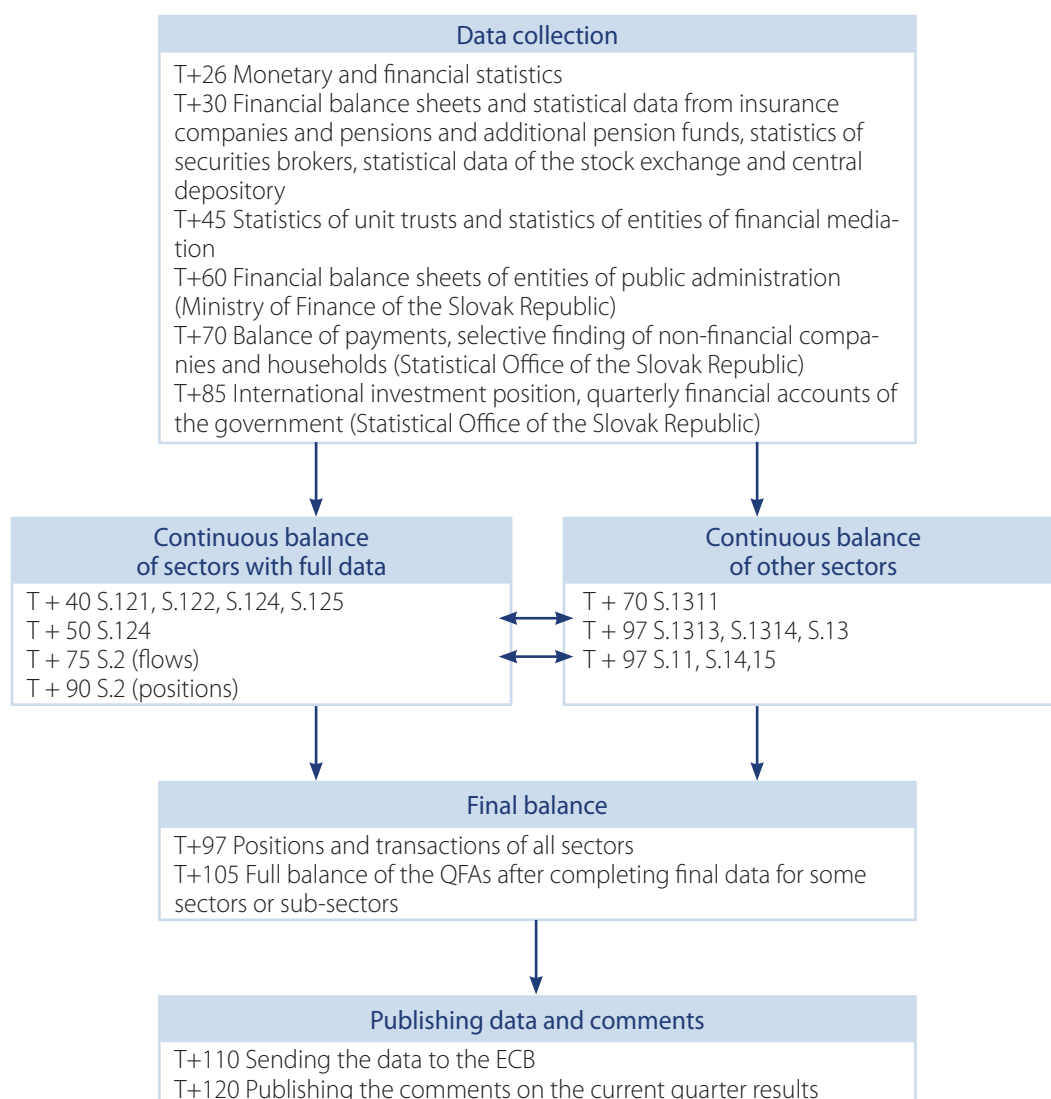 Data collection
T+26 Monetary and financial statistics
T+30 Financial balance sheets and statistical data from insurance
companies and pensions and additional pension funds, statistics of
securities brokers, statistical data of the stock exchange and central
depository
T+45 Statistics of unit trusts and statistics of entities of financial media-
tion
T+60 Financial balance sheets of entities of public administration
(Ministry of Finance of the Slovak Republic)
T+70 Balance of payments, selective finding of non-financial compa-
nies and households (Statistical Office of the Slovak Republic)
T+85 International investment position, quarterly financial accounts of
the government (Statistical Office of the Slovak Republic)
Continuous balance
of sectors with full data
T + 40 S.121, S.122, S.124, S.125
T + 50 S.124
T + 75 S.2 (flows)
T + 90 S.2 (positions)
Continuous balance
of other sectors
T + 70 S.1311
T + 97 S.1313, S.1314, S.13
T + 97 S.11, S.14,15
Final balance
T+97 Positions and transactions of all sectors
T+105 Full balance of the QFAs after completing final data for some
sectors or sub-sectors
Publishing data and comments
T+110 Sending the data to the ECB
T+120 Publishing the comments on the current quarter results